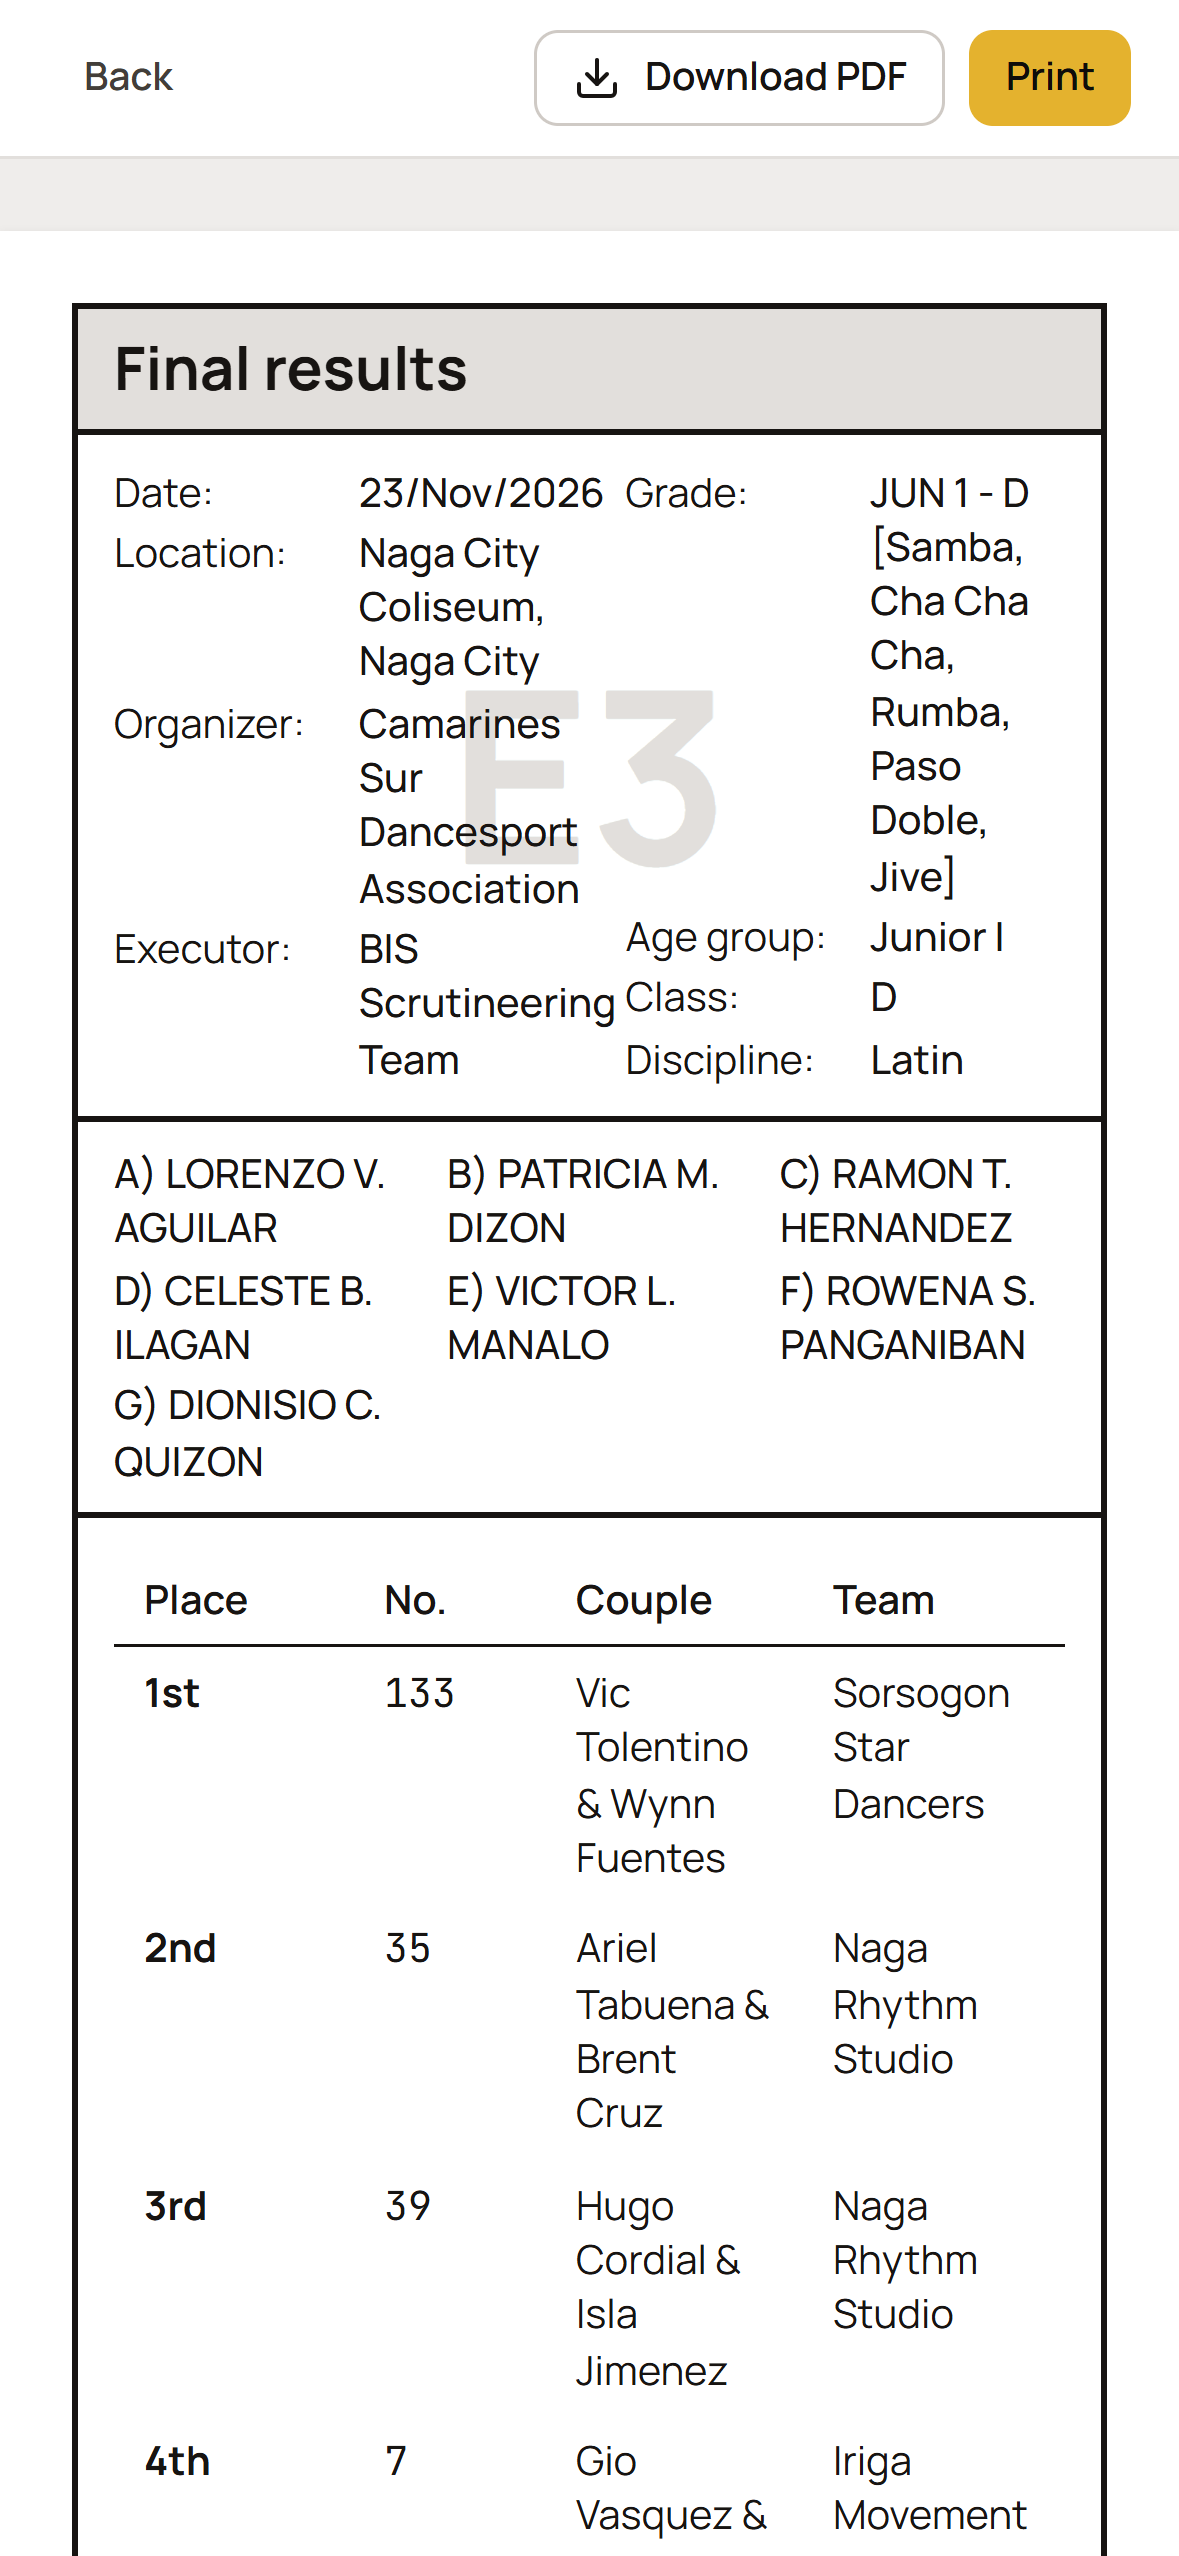 Back
Download PDF
Print
Final results
Date:
23/Nov/2026
Location:
Naga City
Coliseum,
Naga City
Organizer:
Camarines
Sur
Dancesport
Association
Executor:
BIS
Scrutineering
Team
Grade:
JUN 1 - D
[Samba,
Cha Cha
Cha,
Rumba,
Paso
Doble,
Jive]
Age group:
Junior I
Class:
D
Discipline:
Latin
E3
A) LORENZO V.
AGUILAR
B) PATRICIA M.
DIZON
C) RAMON T.
HERNANDEZ
D) CELESTE B.
ILAGAN
E) VICTOR L.
MANALO
F) ROWENA S.
PANGANIBAN
G) DIONISIO C.
QUIZON
Place No. Couple Team
1st
133
Vic
Tolentino
& Wynn
Fuentes
Sorsogon
Star
Dancers
2nd
35
Ariel
Tabuena &
Brent
Cruz
Naga
Rhythm
Studio
3rd
39
Hugo
Cordial &
Isla
Jimenez
Naga
Rhythm
Studio
4th
7
Gio
Vasquez &
Iriga
Movement